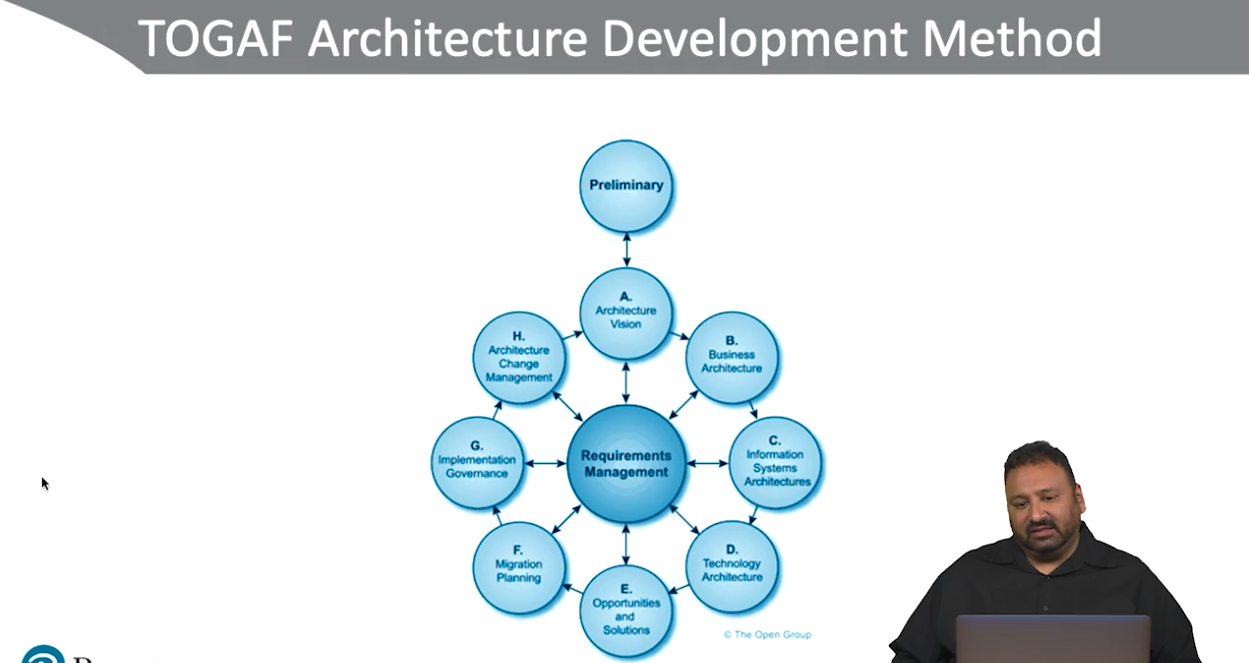 TOGAF Architecture Development Method
Preliminary
A.
Architecture
Vision
B.
Business
Architecture
C.
Information
Systems
Architectures
D.
Technology
Architecture
E.
Opportunities
and
Solutions
F.
Migration
Planning
G.
Implementation
Governance
H.
Architecture
Change
Management
Requirements
Management
© The Open Group